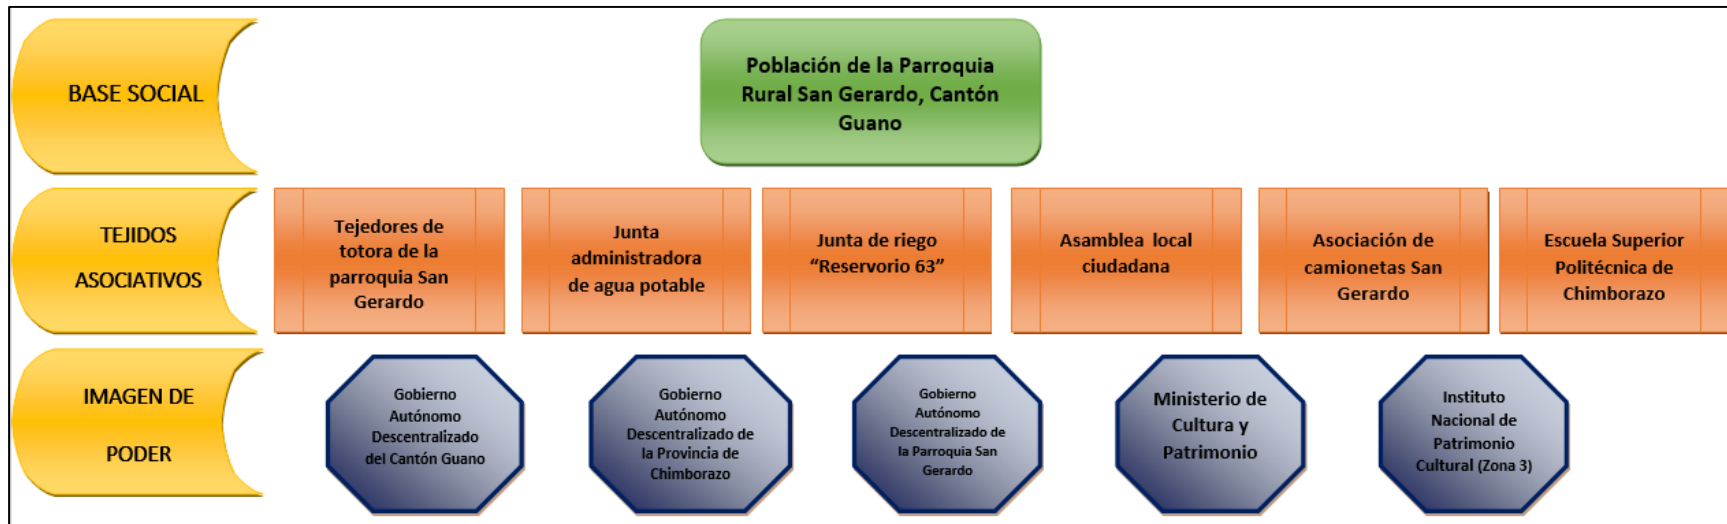 BASE SOCIAL
Población de la Parroquia
Rural San Gerardo, Cantón
Guano
TEJIDOS
ASOCIATIVOS
Tejedores de
totora de la
parroquia San
Gerardo
Junta
administradora
de agua potable
Junta de riego
“Reservorio 63”
Asamblea local
ciudadana
Asociación de
camionetas San
Gerardo
Escuela Superior
Politécnica de
Chimborazo
IMAGEN DE
PODER
Gobierno
Autónomo
Descentralizado
del Cantón Guano
Gobierno
Autónomo
Descentralizado de
la Provincia de
Chimborazo
Gobierno
Autónomo
Descentralizado de
la Parroquia San
Gerardo
Ministerio de
Cultura y
Patrimonio
Instituto
Nacional de
Patrimonio
Cultural (Zona 3)